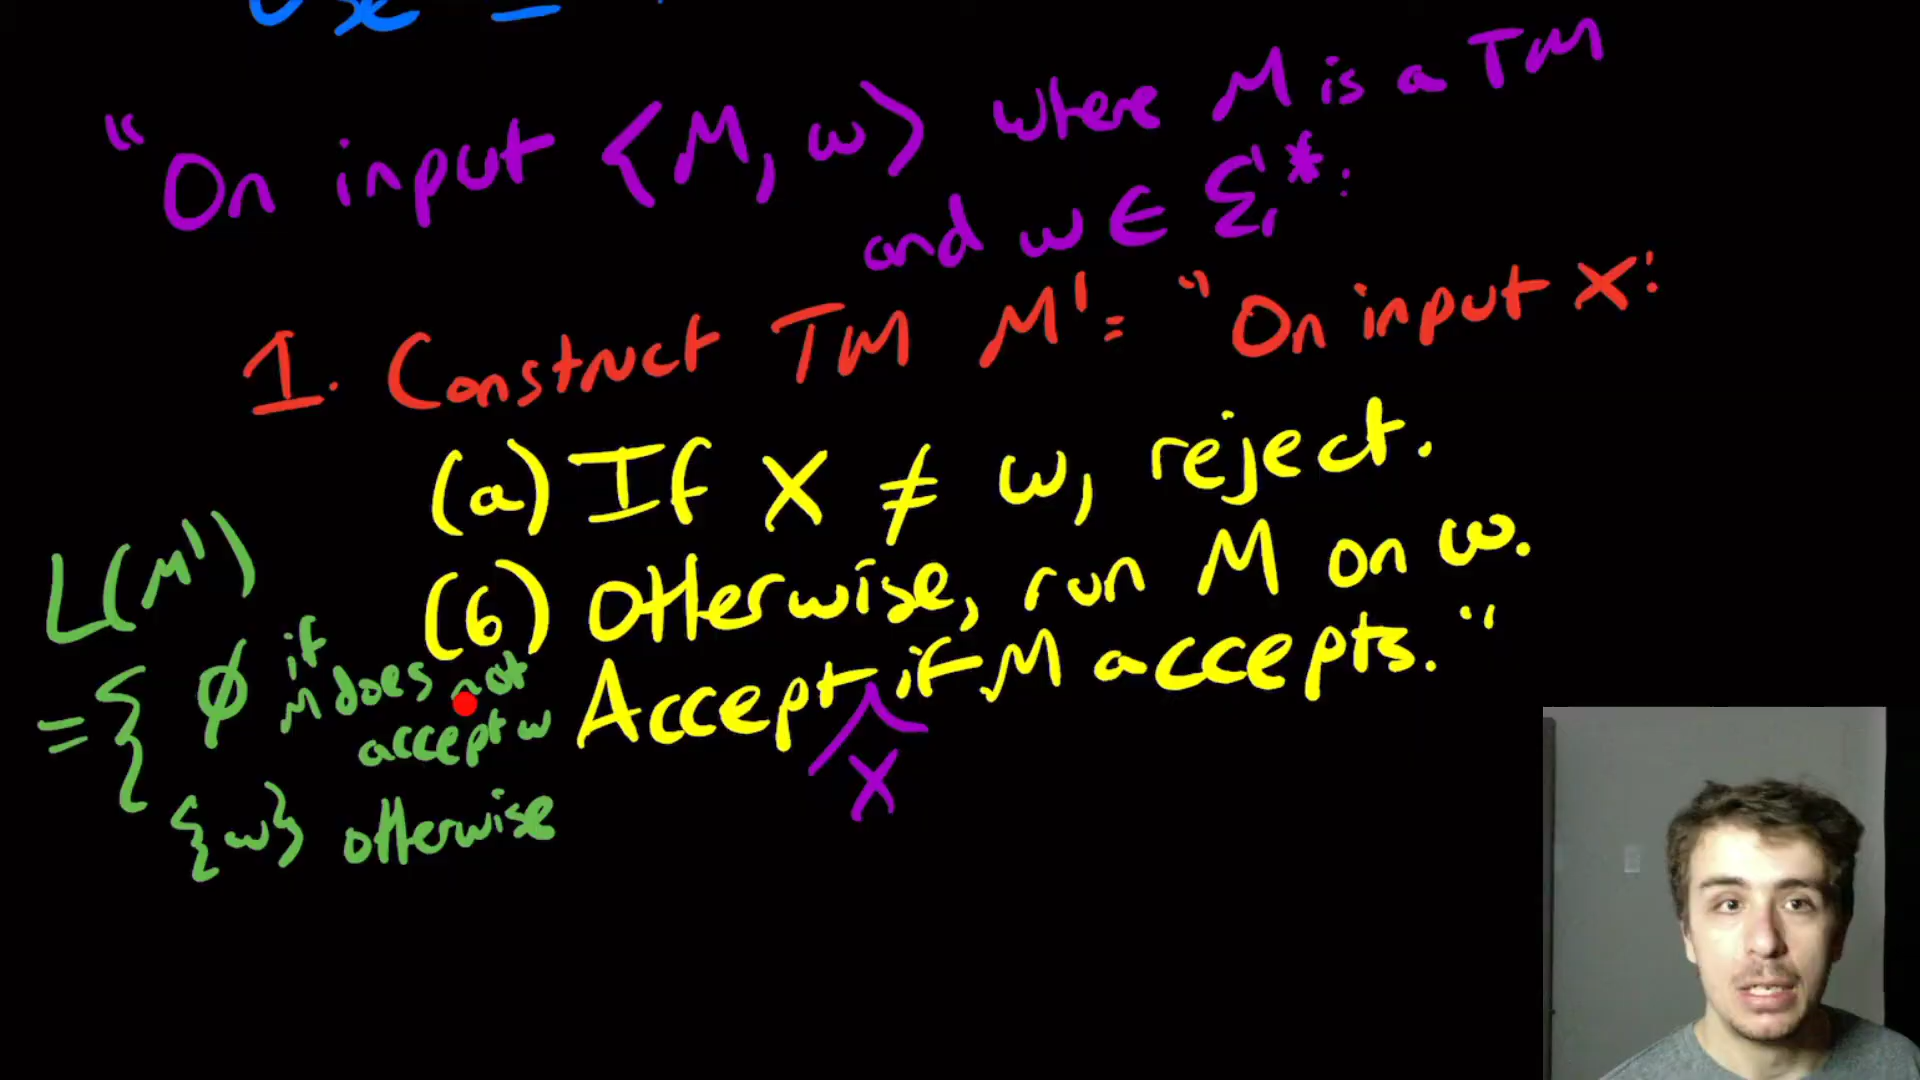 "On input ⟨M, w⟩ where M is a TM
and w ∈ Σ₁*:
1. Construct TM M' = "On input x:
(a) If x ≠ w, reject.
(b) Otherwise, run M on w.
Accept x if M accepts."
L(M')
= { ∅ if M does not accept w
{w} otherwise